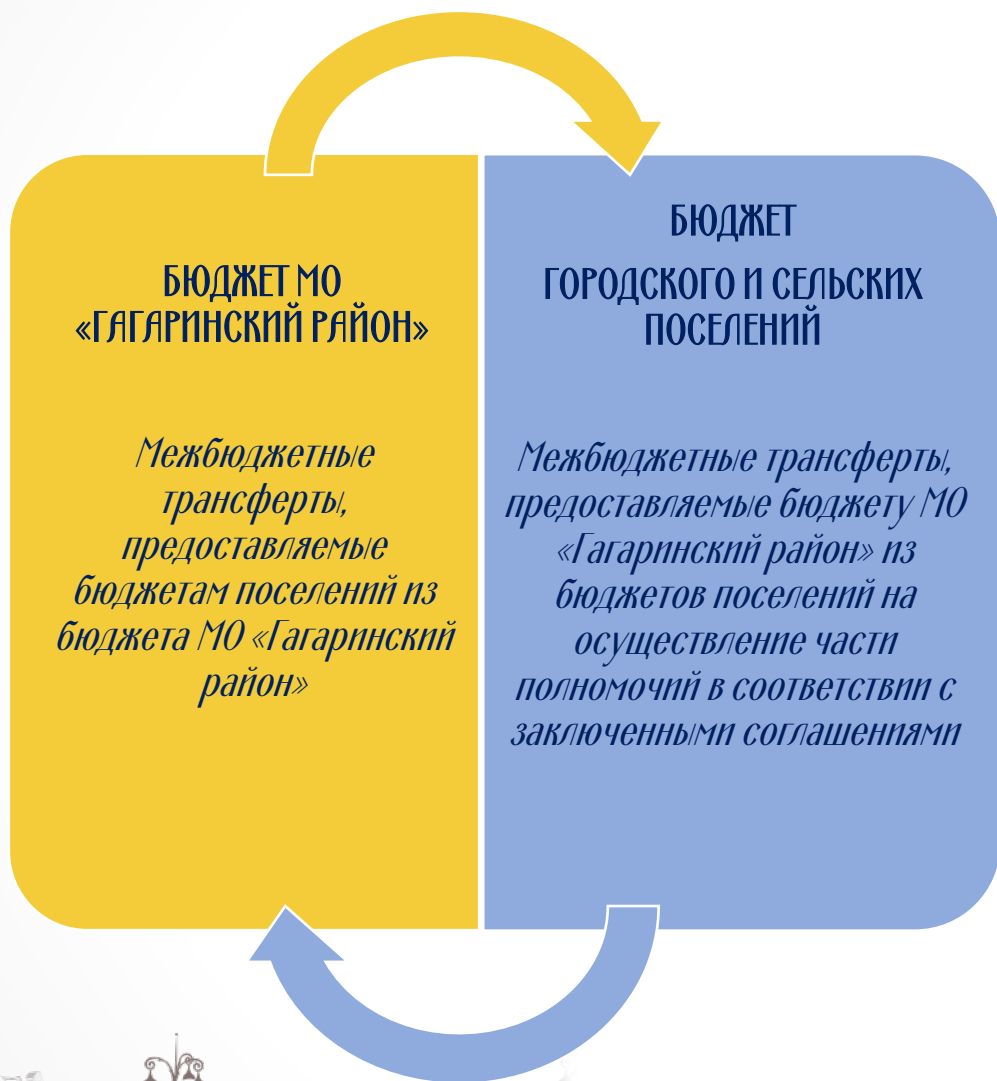 БЮДЖЕТ МО
«ГАГАРИНСКИЙ РАЙОН»
Межбюджетные
трансферты,
предоставляемые
бюджетам поселений из
бюджета МО «Гагаринский
район»
БЮДЖЕТ
ГОРОДСКОГО И СЕЛЬСКИХ
ПОСЕЛЕНИЙ
Межбюджетные трансферты,
предоставляемые бюджету МО
«Гагаринский район» из
бюджетов поселений на
осуществление части
полномочий в соответствии с
заключенными соглашениями